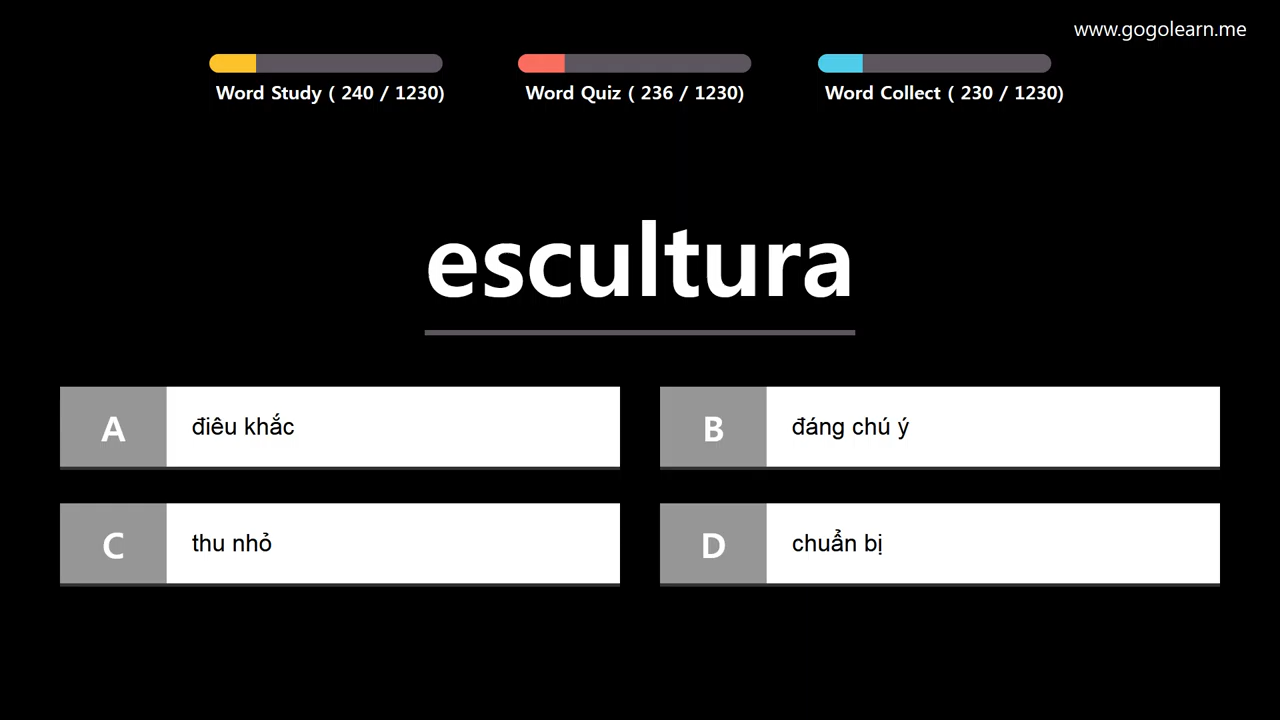 www.gogolearn.me
Word Study ( 240 / 1230)
Word Quiz ( 236 / 1230)
Word Collect ( 230 / 1230)
escultura
A điêu khắc
B đáng chú ý
C thu nhỏ
D chuẩn bị